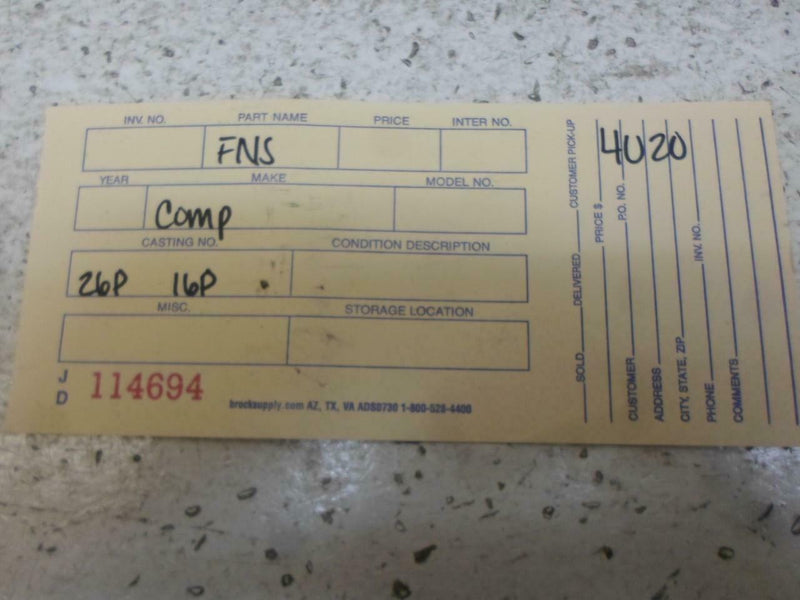 INV. NO. PART NAME PRICE INTER NO.
FNS
YEAR MAKE MODEL NO.
Comp
CASTING NO. CONDITION DESCRIPTION
26P 16P
MISC. STORAGE LOCATION
J
D 114694
brocksupply.com AZ, TX, VA ADS0730 1-800-528-4400
4U20
SOLD DELIVERED CUSTOMER PICK-UP
PRICE $
CUSTOMER P.O. NO.
ADDRESS
CITY, STATE, ZIP
PHONE INV. NO.
COMMENTS